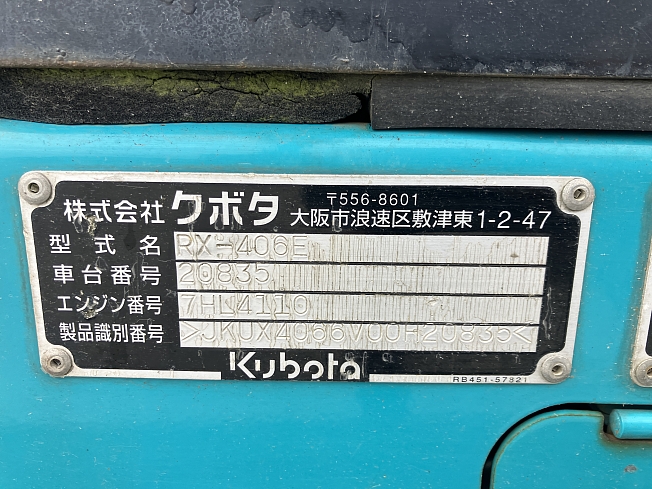 株式会社クボタ 〒556-8601
大阪市浪速区敷津東1-2-47
型式名 RX-406E
車台番号 20835
エンジン番号 7HL4110
製品識別番号 >JKUX4066V00H20835<
Kubota
RB451-57821